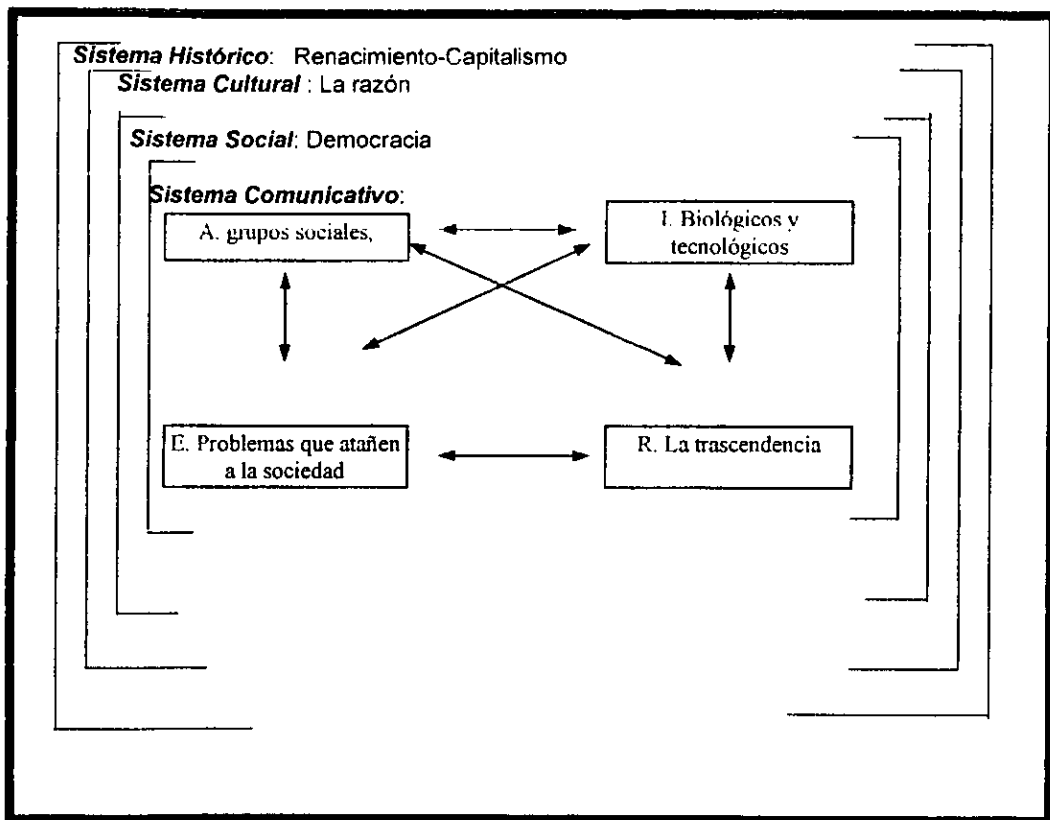 Sistema Histórico: Renacimiento-Capitalismo
Sistema Cultural : La razón
Sistema Social: Democracia
Sistema Comunicativo:
A. grupos sociales,
I. Biológicos y
tecnológicos
E. Problemas que atañen
a la sociedad
R. La trascendencia